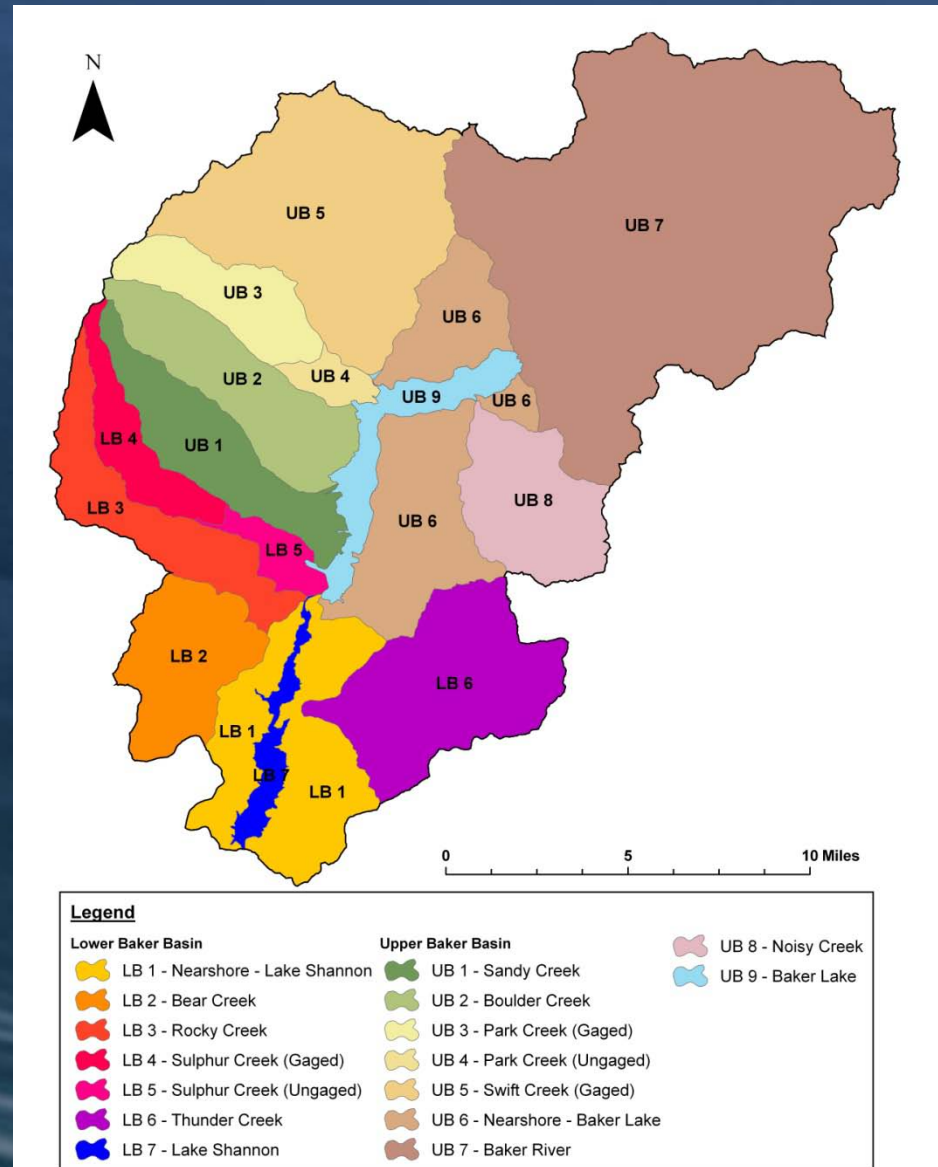 N
UB 5
UB 7
UB 3
UB 6
UB 4
UB 2
UB 9
UB 6
LB 4
UB 1
UB 8
LB 3
UB 6
LB 5
LB 2
LB 6
LB 1
LB 7
LB 1
0 5 10 Miles
Legend
Lower Baker Basin
LB 1 - Nearshore - Lake Shannon
LB 2 - Bear Creek
LB 3 - Rocky Creek
LB 4 - Sulphur Creek (Gaged)
LB 5 - Sulphur Creek (Ungaged)
LB 6 - Thunder Creek
LB 7 - Lake Shannon
Upper Baker Basin
UB 1 - Sandy Creek
UB 2 - Boulder Creek
UB 3 - Park Creek (Gaged)
UB 4 - Park Creek (Ungaged)
UB 5 - Swift Creek (Gaged)
UB 6 - Nearshore - Baker Lake
UB 7 - Baker River
UB 8 - Noisy Creek
UB 9 - Baker Lake